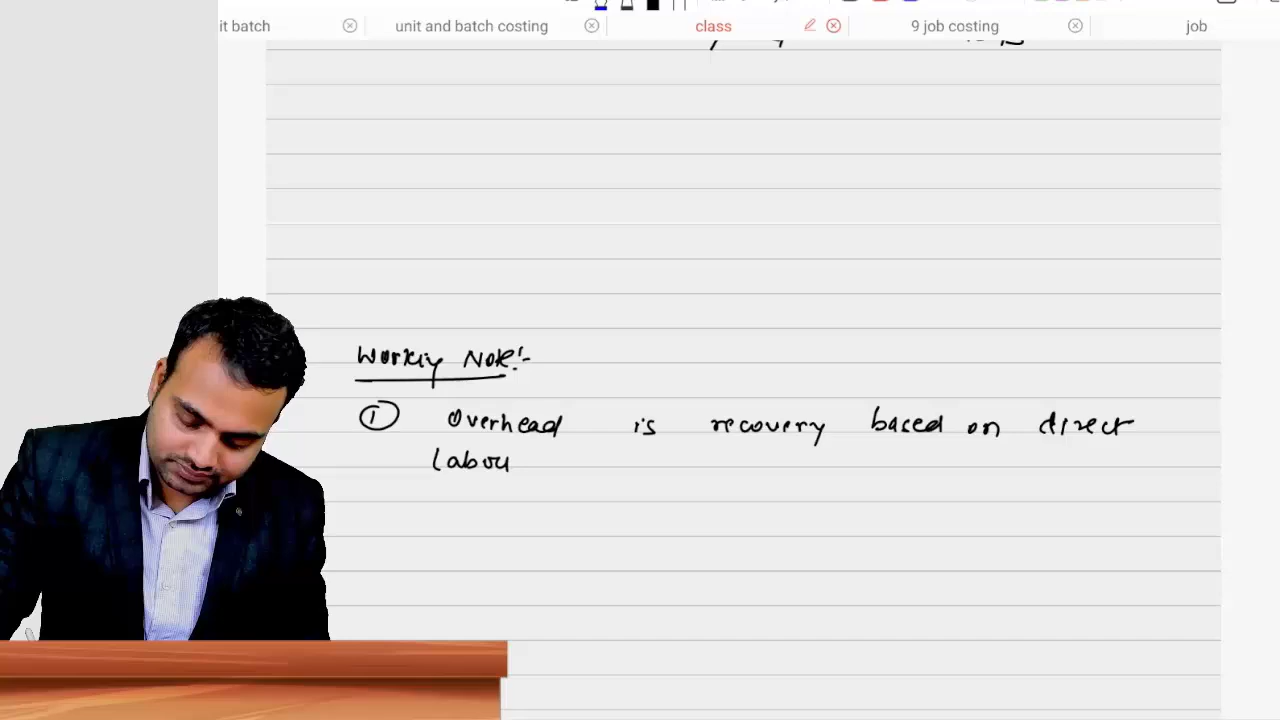 it batch
unit and batch costing
class
9 job costing
job
Working Note:-
① Overhead is recovery based on direct
labou